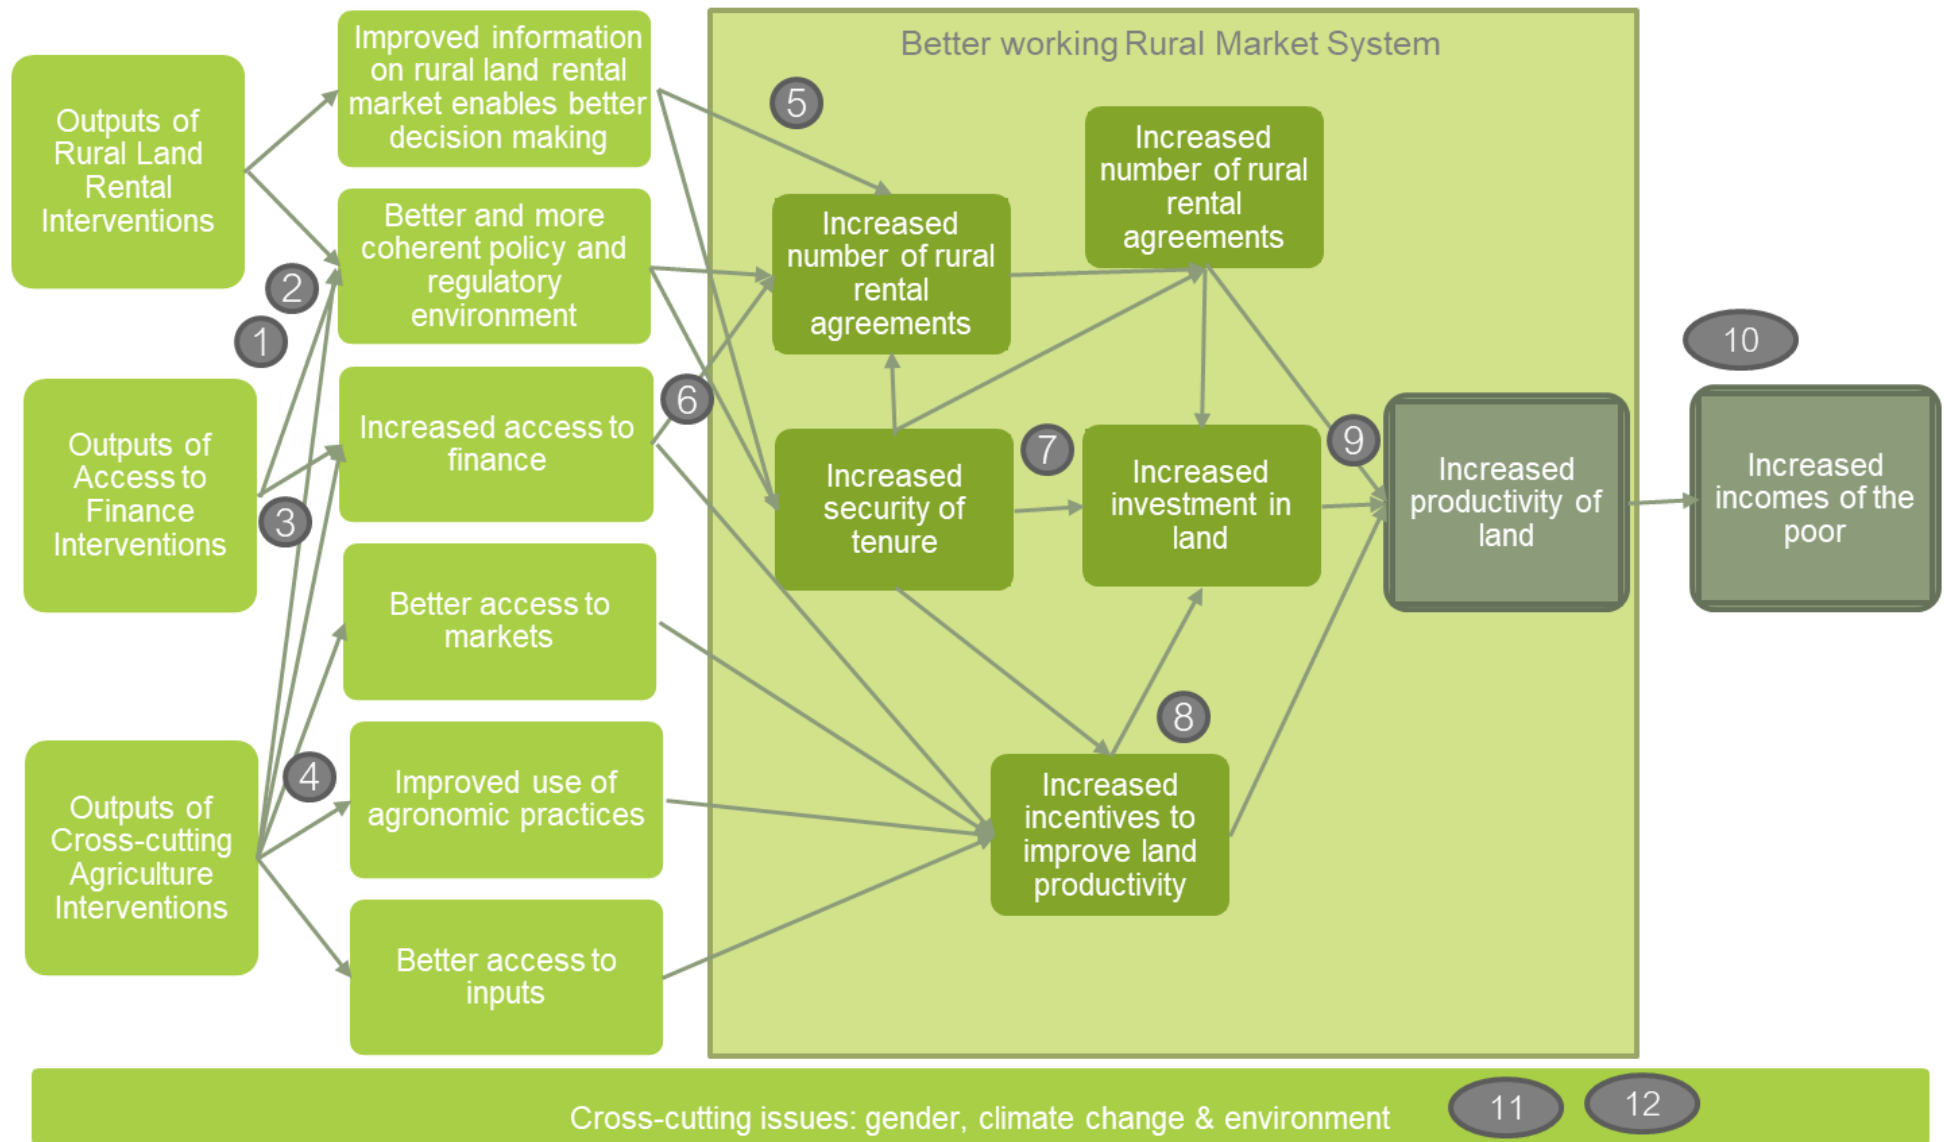 Better working Rural Market System
Outputs of
Rural Land
Rental
Interventions
Improved information
on rural land rental
market enables better
decision making
5
Increased
number of rural
rental
agreements
Better and more
coherent policy and
regulatory
environment
Increased
number of rural
rental
agreements
2
1
10
Outputs of
Access to
Finance
Interventions
Increased access to
finance
6
Increased
security of
tenure
7
Increased
investment in
land
9
Increased
productivity of
land
Increased
incomes of the
poor
3
Better access to
markets
8
4
Outputs of
Cross-cutting
Agriculture
Interventions
Improved use of
agronomic practices
Increased
incentives to
improve land
productivity
Better access to
inputs
Cross-cutting issues: gender, climate change & environment
11
12